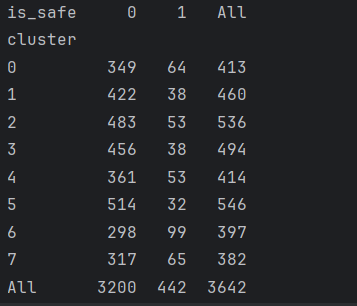 is_safe 0 1 All
cluster
0 349 64 413
1 422 38 460
2 483 53 536
3 456 38 494
4 361 53 414
5 514 32 546
6 298 99 397
7 317 65 382
All 3200 442 3642